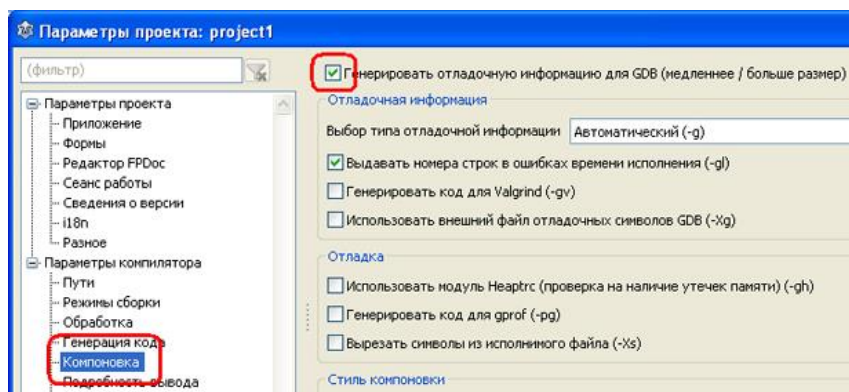 Параметры проекта: project1
(фильтр)
Параметры проекта
Приложение
Формы
Редактор FPDoc
Сеанс работы
Сведения о версии
i18n
Разное
Параметры компилятора
Пути
Режимы сборки
Обработка
Генерация кода
Компоновка
Подробность вывода
Генерировать отладочную информацию для GDB (медленнее / больше размер)
Отладочная информация
Выбор типа отладочной информации Автоматический (-g)
Выдавать номера строк в ошибках времени исполнения (-gl)
Генерировать код для Valgrind (-gv)
Использовать внешний файл отладочных символов GDB (-Xg)
Отладка
Использовать модуль Heaptrc (проверка на наличие утечек памяти) (-gh)
Генерировать код для gprof (-pg)
Вырезать символы из исполнимого файла (-Xs)
Стиль компоновки